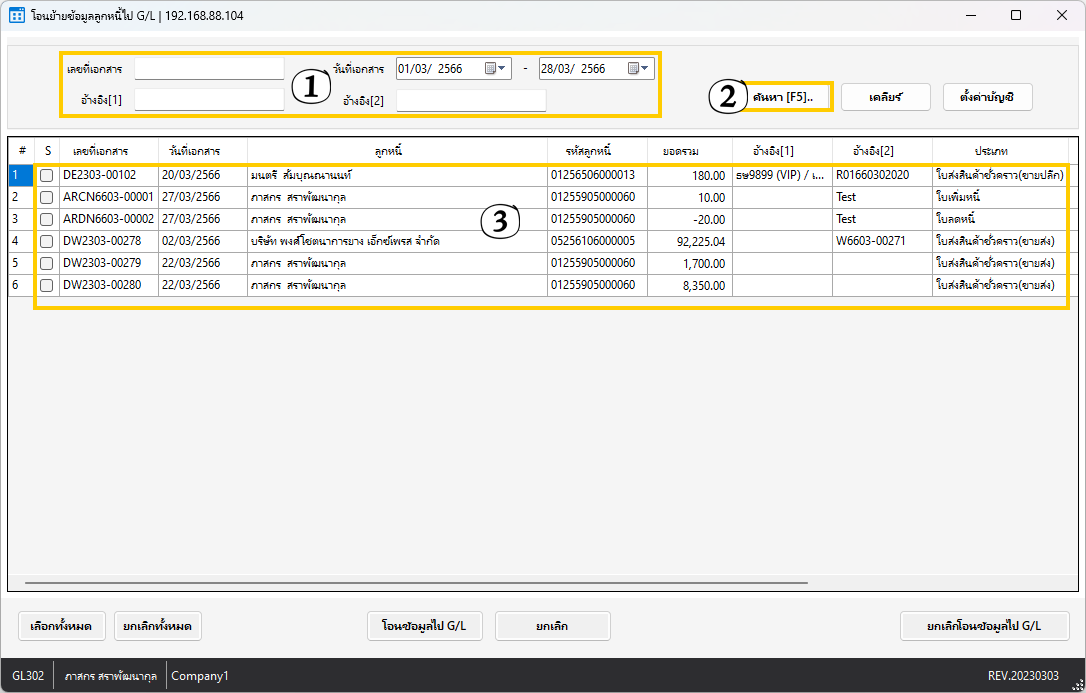 โอนย้ายข้อมูลลูกหนี้ไป G/L | 192.168.88.104
เลขที่เอกสาร 1 วันที่เอกสาร 01/03/ 2566 - 28/03/ 2566
อ้างอิง[1] อ้างอิง[2]
2 ค้นหา [F5].. เคลียร์ ตั้งค่าบัญชี
# S เลขที่เอกสาร วันที่เอกสาร ลูกหนี้ รหัสลูกหนี้ ยอดรวม อ้างอิง[1] อ้างอิง[2] ประเภท
1 DE2303-00102 20/03/2566 มนตรี สัมบุณณานนท์ 01256506000013 180.00 ธษ9899 (VIP) / เ... R01660302020 ใบส่งสินค้าชั่วคราว(ขายปลีก)
2 ARCN6603-00001 27/03/2566 ภาสกร สราพัฒนากุล 01255905000060 10.00 Test ใบเพิ่มหนี้
3 ARDN6603-00002 27/03/2566 ภาสกร สราพัฒนากุล 01255905000060 -20.00 Test ใบลดหนี้
3
4 DW2303-00278 02/03/2566 บริษัท พงศ์โชตนาการยาง เอ็กซ์เพรส จำกัด 05256106000005 92,225.04 W6603-00271 ใบส่งสินค้าชั่วคราว(ขายส่ง)
5 DW2303-00279 22/03/2566 ภาสกร สราพัฒนากุล 01255905000060 1,700.00 ใบส่งสินค้าชั่วคราว(ขายส่ง)
6 DW2303-00280 22/03/2566 ภาสกร สราพัฒนากุล 01255905000060 8,350.00 ใบส่งสินค้าชั่วคราว(ขายส่ง)
เลือกทั้งหมด ยกเลิกทั้งหมด โอนข้อมูลไป G/L ยกเลิก ยกเลิกโอนข้อมูลไป G/L
GL302 ภาสกร สราพัฒนากุล Company1 REV.20230303